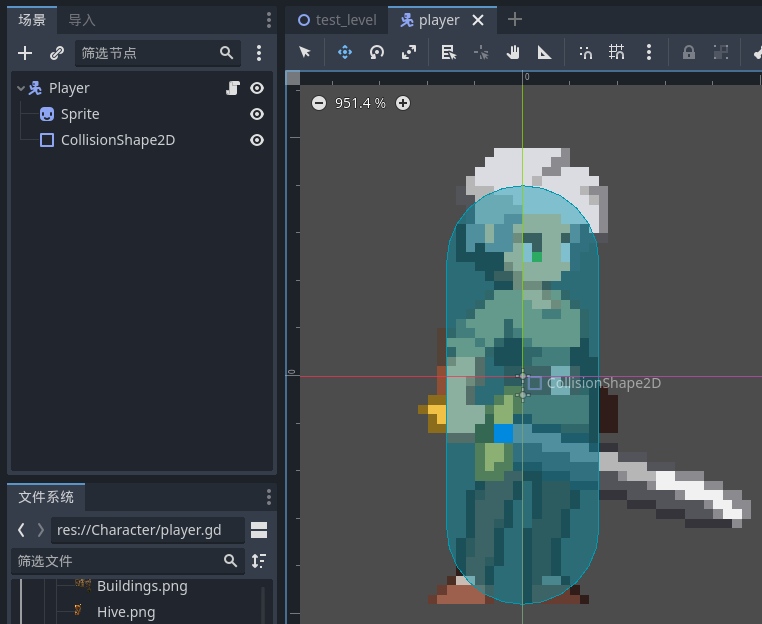 场景 导入
筛选节点
Player
Sprite
CollisionShape2D
文件系统
res://Character/player.gd
筛选文件
Buildings.png
Hive.png
test_level player
0
951.4 %
0
CollisionShape2D